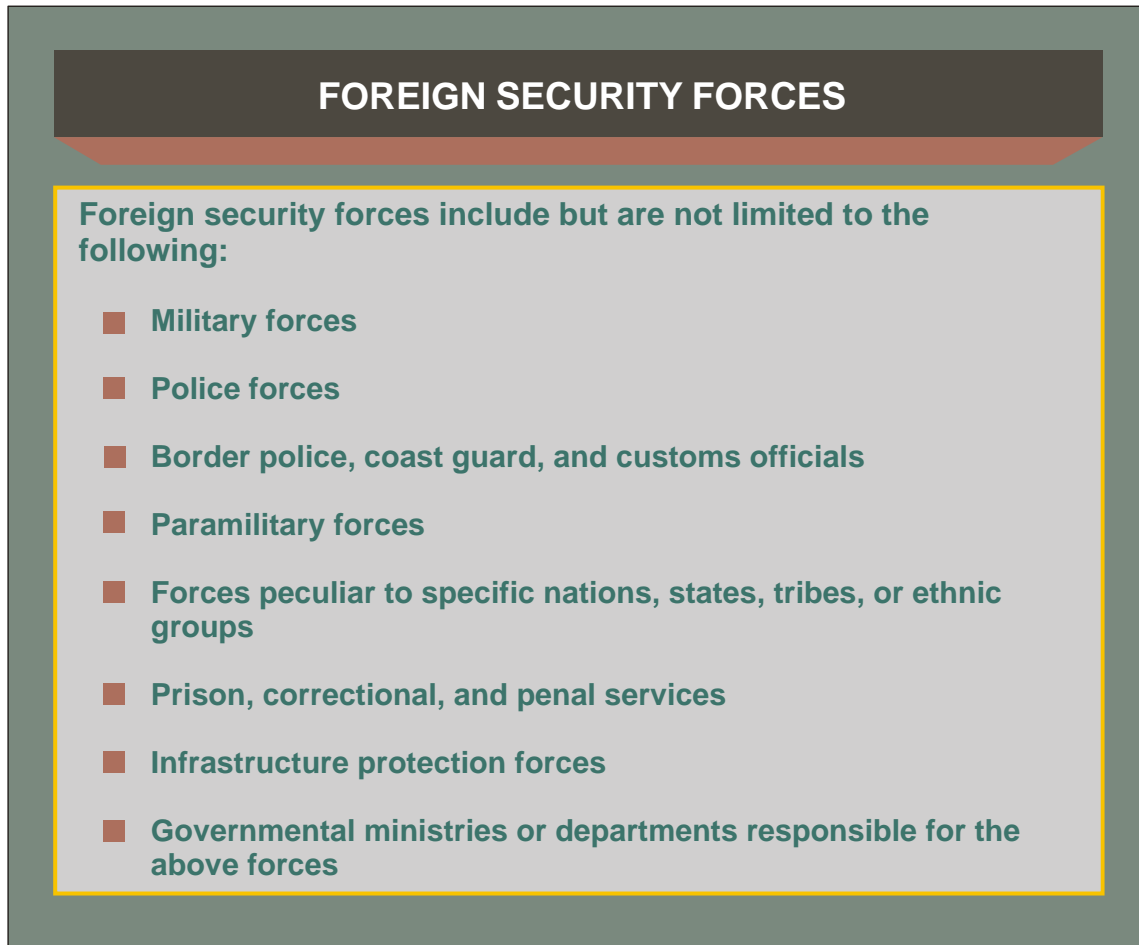 FOREIGN SECURITY FORCES
Foreign security forces include but are not limited to the
following:
Military forces
Police forces
Border police, coast guard, and customs officials
Paramilitary forces
Forces peculiar to specific nations, states, tribes, or ethnic
groups
Prison, correctional, and penal services
Infrastructure protection forces
Governmental ministries or departments responsible for the
above forces